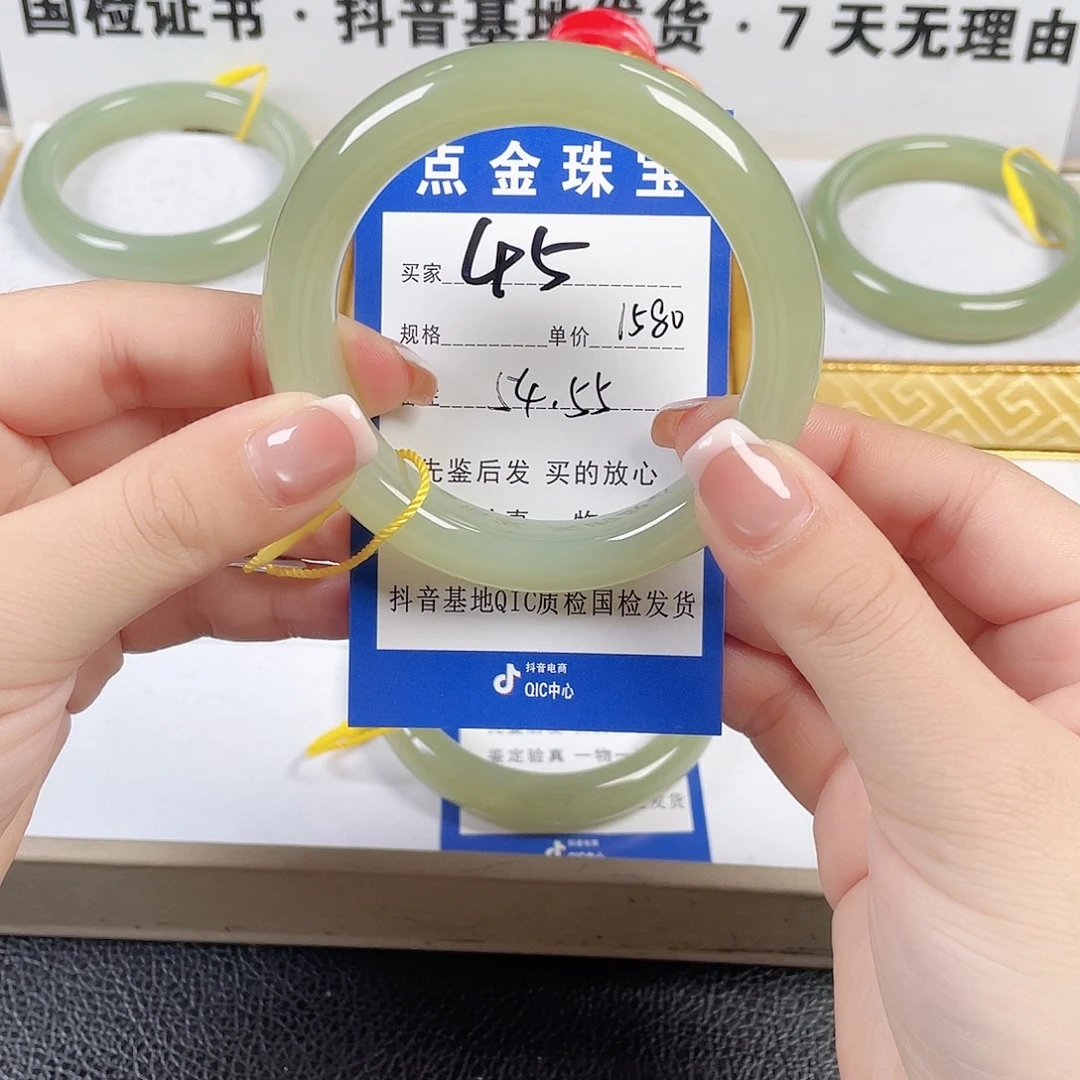 国检证书·抖音基地发货·7天无理由
点金珠宝
买家 45
规格 单价 1580
54.55
先鉴后发 买的放心
抖音基地QIC质检国检发货
抖音电商
QIC中心
鉴定验真 一物一
发货